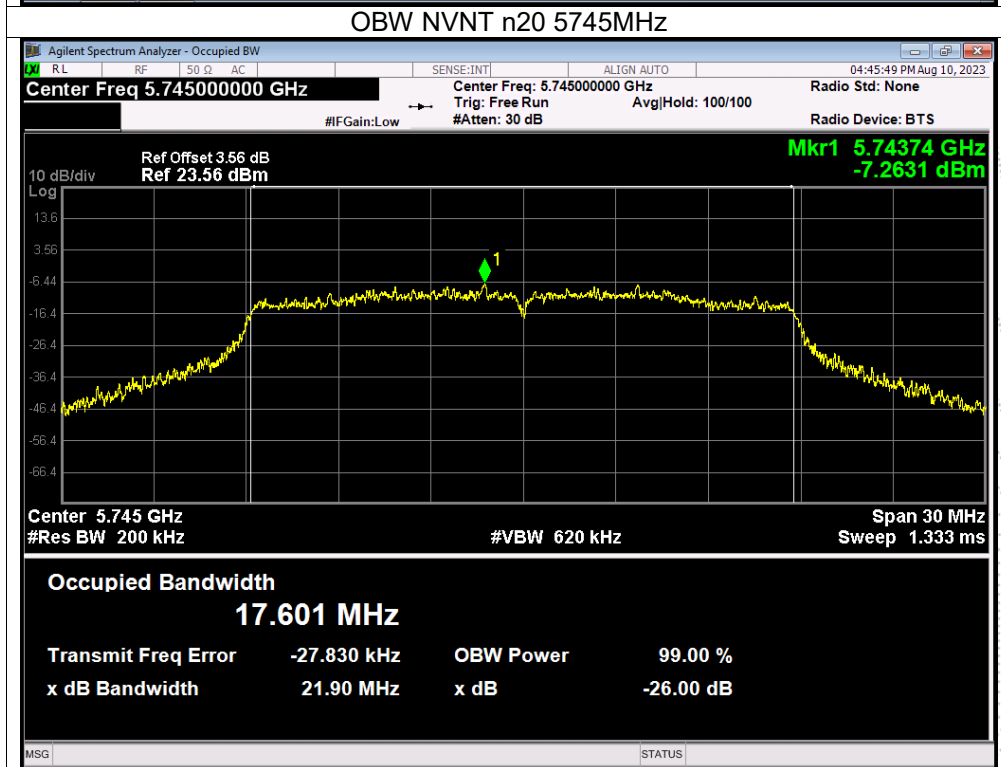 OBW NVNT n20 5745MHz
Agilent Spectrum Analyzer - Occupied BW
LXI RL RF 50 Ω AC SENSE:INT ALIGN AUTO 04:45:49 PM Aug 10, 2023
Center Freq 5.745000000 GHz Center Freq: 5.745000000 GHz Radio Std: None
Trig: Free Run Avg|Hold: 100/100
#IFGain:Low #Atten: 30 dB Radio Device: BTS
Mkr1 5.74374 GHz
-7.2631 dBm
Ref Offset 3.56 dB
10 dB/div Ref 23.56 dBm
Log
13.6
3.56
1
-6.44
-16.4
-26.4
-36.4
-46.4
-56.4
-66.4
Center 5.745 GHz Span 30 MHz
#Res BW 200 kHz #VBW 620 kHz Sweep 1.333 ms
Occupied Bandwidth
17.601 MHz
Transmit Freq Error -27.830 kHz OBW Power 99.00 %
x dB Bandwidth 21.90 MHz x dB -26.00 dB
MSG STATUS